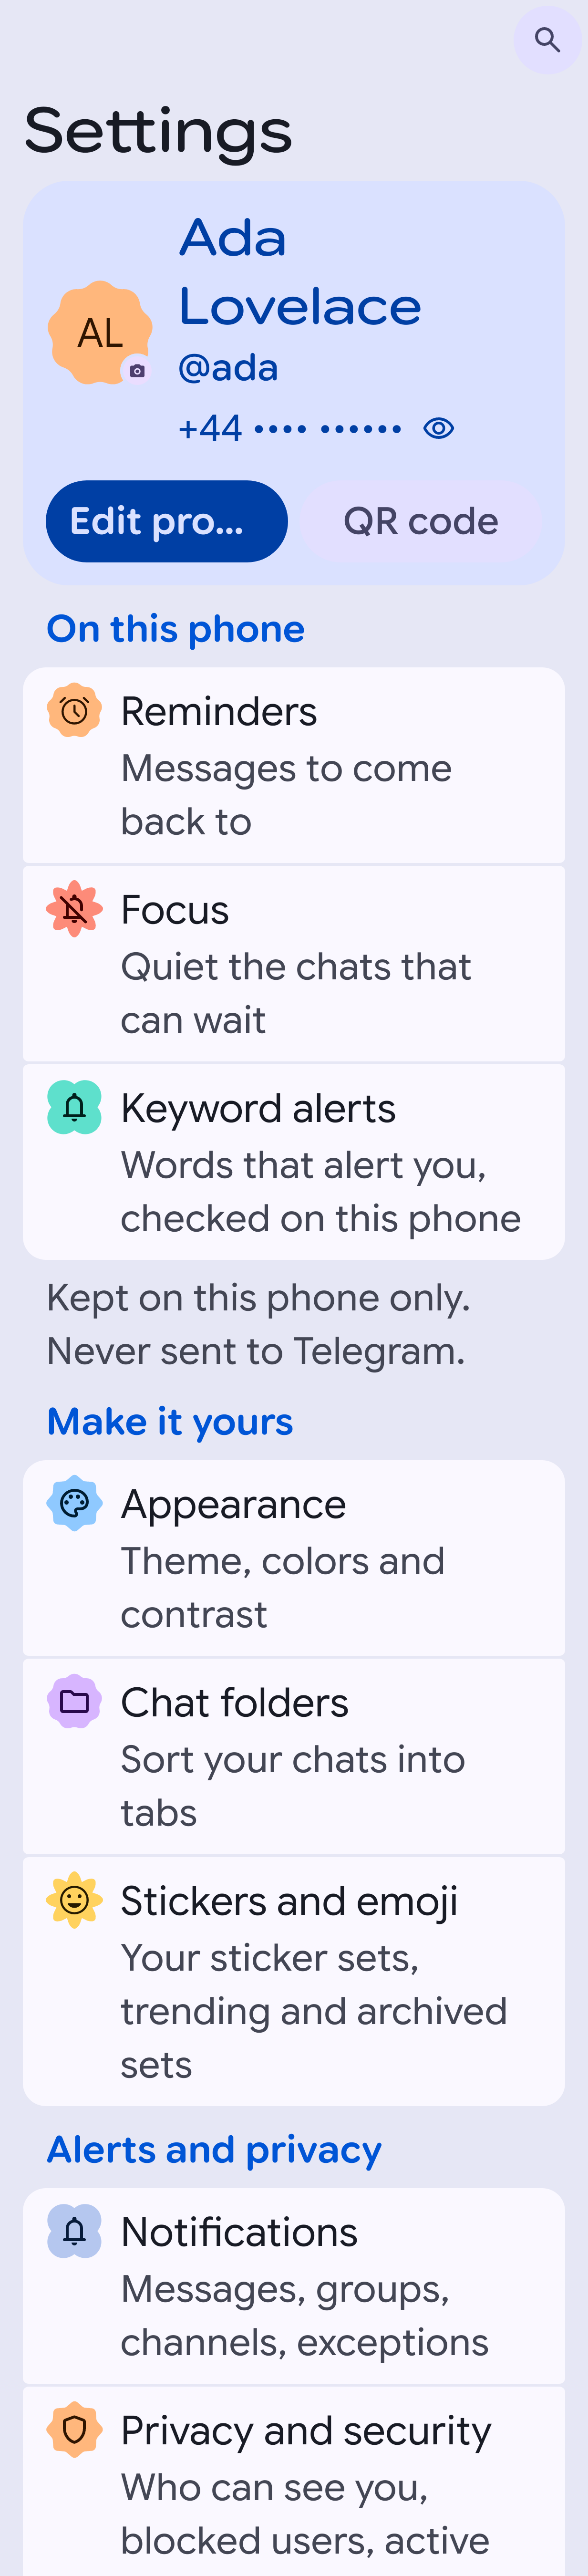 Settings
Ada
Lovelace
AL
@ada
+44 •••• ••••••
Edit pro...
QR code
On this phone
Reminders
Messages to come
back to
Focus
Quiet the chats that
can wait
Keyword alerts
Words that alert you,
checked on this phone
Kept on this phone only.
Never sent to Telegram.
Make it yours
Appearance
Theme, colors and
contrast
Chat folders
Sort your chats into
tabs
Stickers and emoji
Your sticker sets,
trending and archived
sets
Alerts and privacy
Notifications
Messages, groups,
channels, exceptions
Privacy and security
Who can see you,
blocked users, active